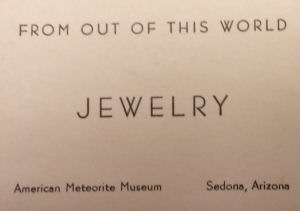 FROM OUT OF THIS WORLD
JEWELRY
American Meteorite Museum Sedona, Arizona